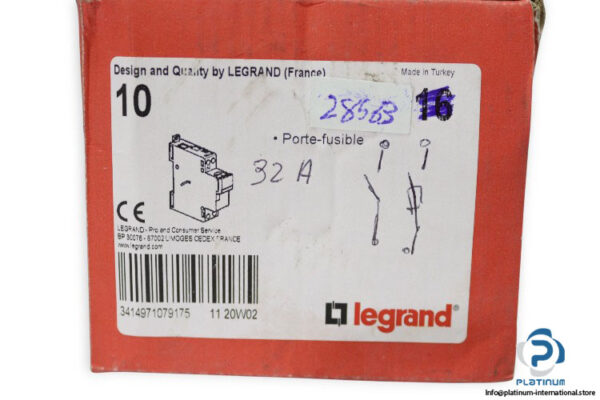 Design and Quality by LEGRAND (France)
Made in Turkey
10
28563
16
• Porte-fusible
32 A
CE
LEGRAND - Pro and Consumer Service
BP 30076 - 87002 LIMOGES CEDEX FRANCE
www.legrand.com
3414971079175 11 20W02
legrand®
PLATINUM
Info@platinum-international.store